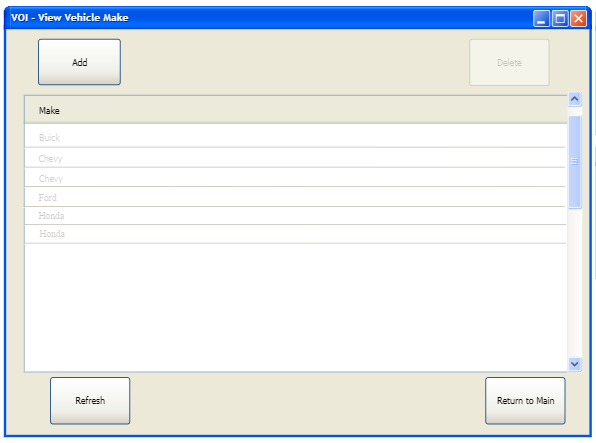 VOI - View Vehicle Make
Add
Delete
Make
Buick
Chevy
Chevy
Ford
Honda
Honda
Refresh
Return to Main